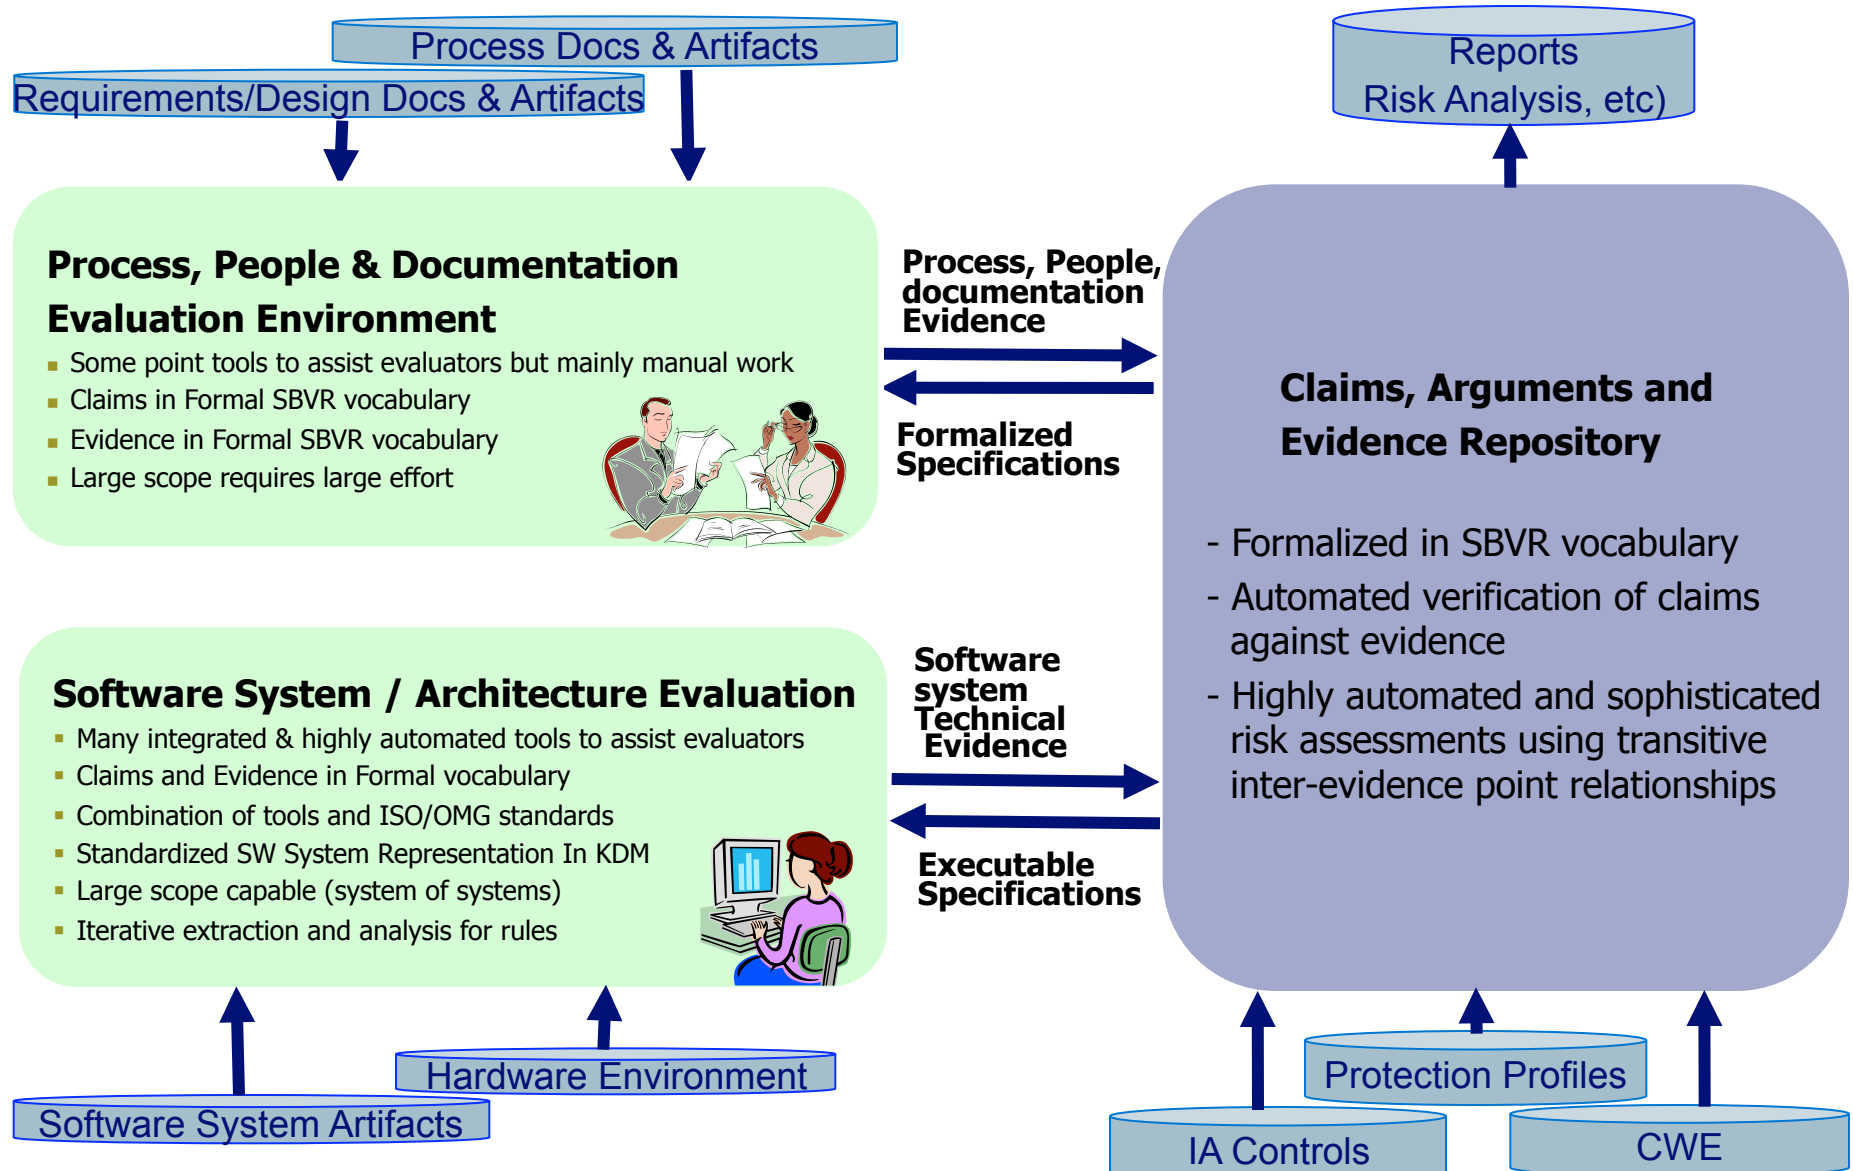 Process Docs & Artifacts
Requirements/Design Docs & Artifacts
Reports
Risk Analysis, etc)
Process, People & Documentation
Evaluation Environment
Some point tools to assist evaluators but mainly manual work
Claims in Formal SBVR vocabulary
Evidence in Formal SBVR vocabulary
Large scope requires large effort
Process, People,
documentation
Evidence
Formalized
Specifications
Claims, Arguments and
Evidence Repository
- Formalized in SBVR vocabulary
- Automated verification of claims
against evidence
- Highly automated and sophisticated
risk assessments using transitive
inter-evidence point relationships
Software System / Architecture Evaluation
Many integrated & highly automated tools to assist evaluators
Claims and Evidence in Formal vocabulary
Combination of tools and ISO/OMG standards
Standardized SW System Representation In KDM
Large scope capable (system of systems)
Iterative extraction and analysis for rules
Software
system
Technical
Evidence
Executable
Specifications
Hardware Environment
Software System Artifacts
Protection Profiles
IA Controls
CWE